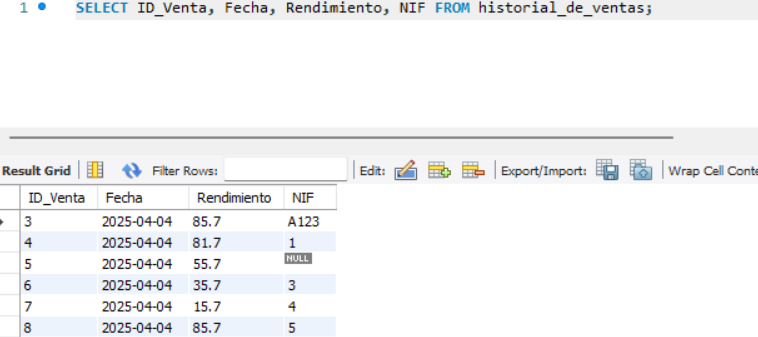 1 SELECT ID_Venta, Fecha, Rendimiento, NIF FROM historial_de_ventas;
Result Grid Filter Rows: Edit: Export/Import: Wrap Cell Conte
ID_Venta Fecha Rendimiento NIF
3 2025-04-04 85.7 A123
4 2025-04-04 81.7 1
5 2025-04-04 55.7 NULL
6 2025-04-04 35.7 3
7 2025-04-04 15.7 4
8 2025-04-04 85.7 5